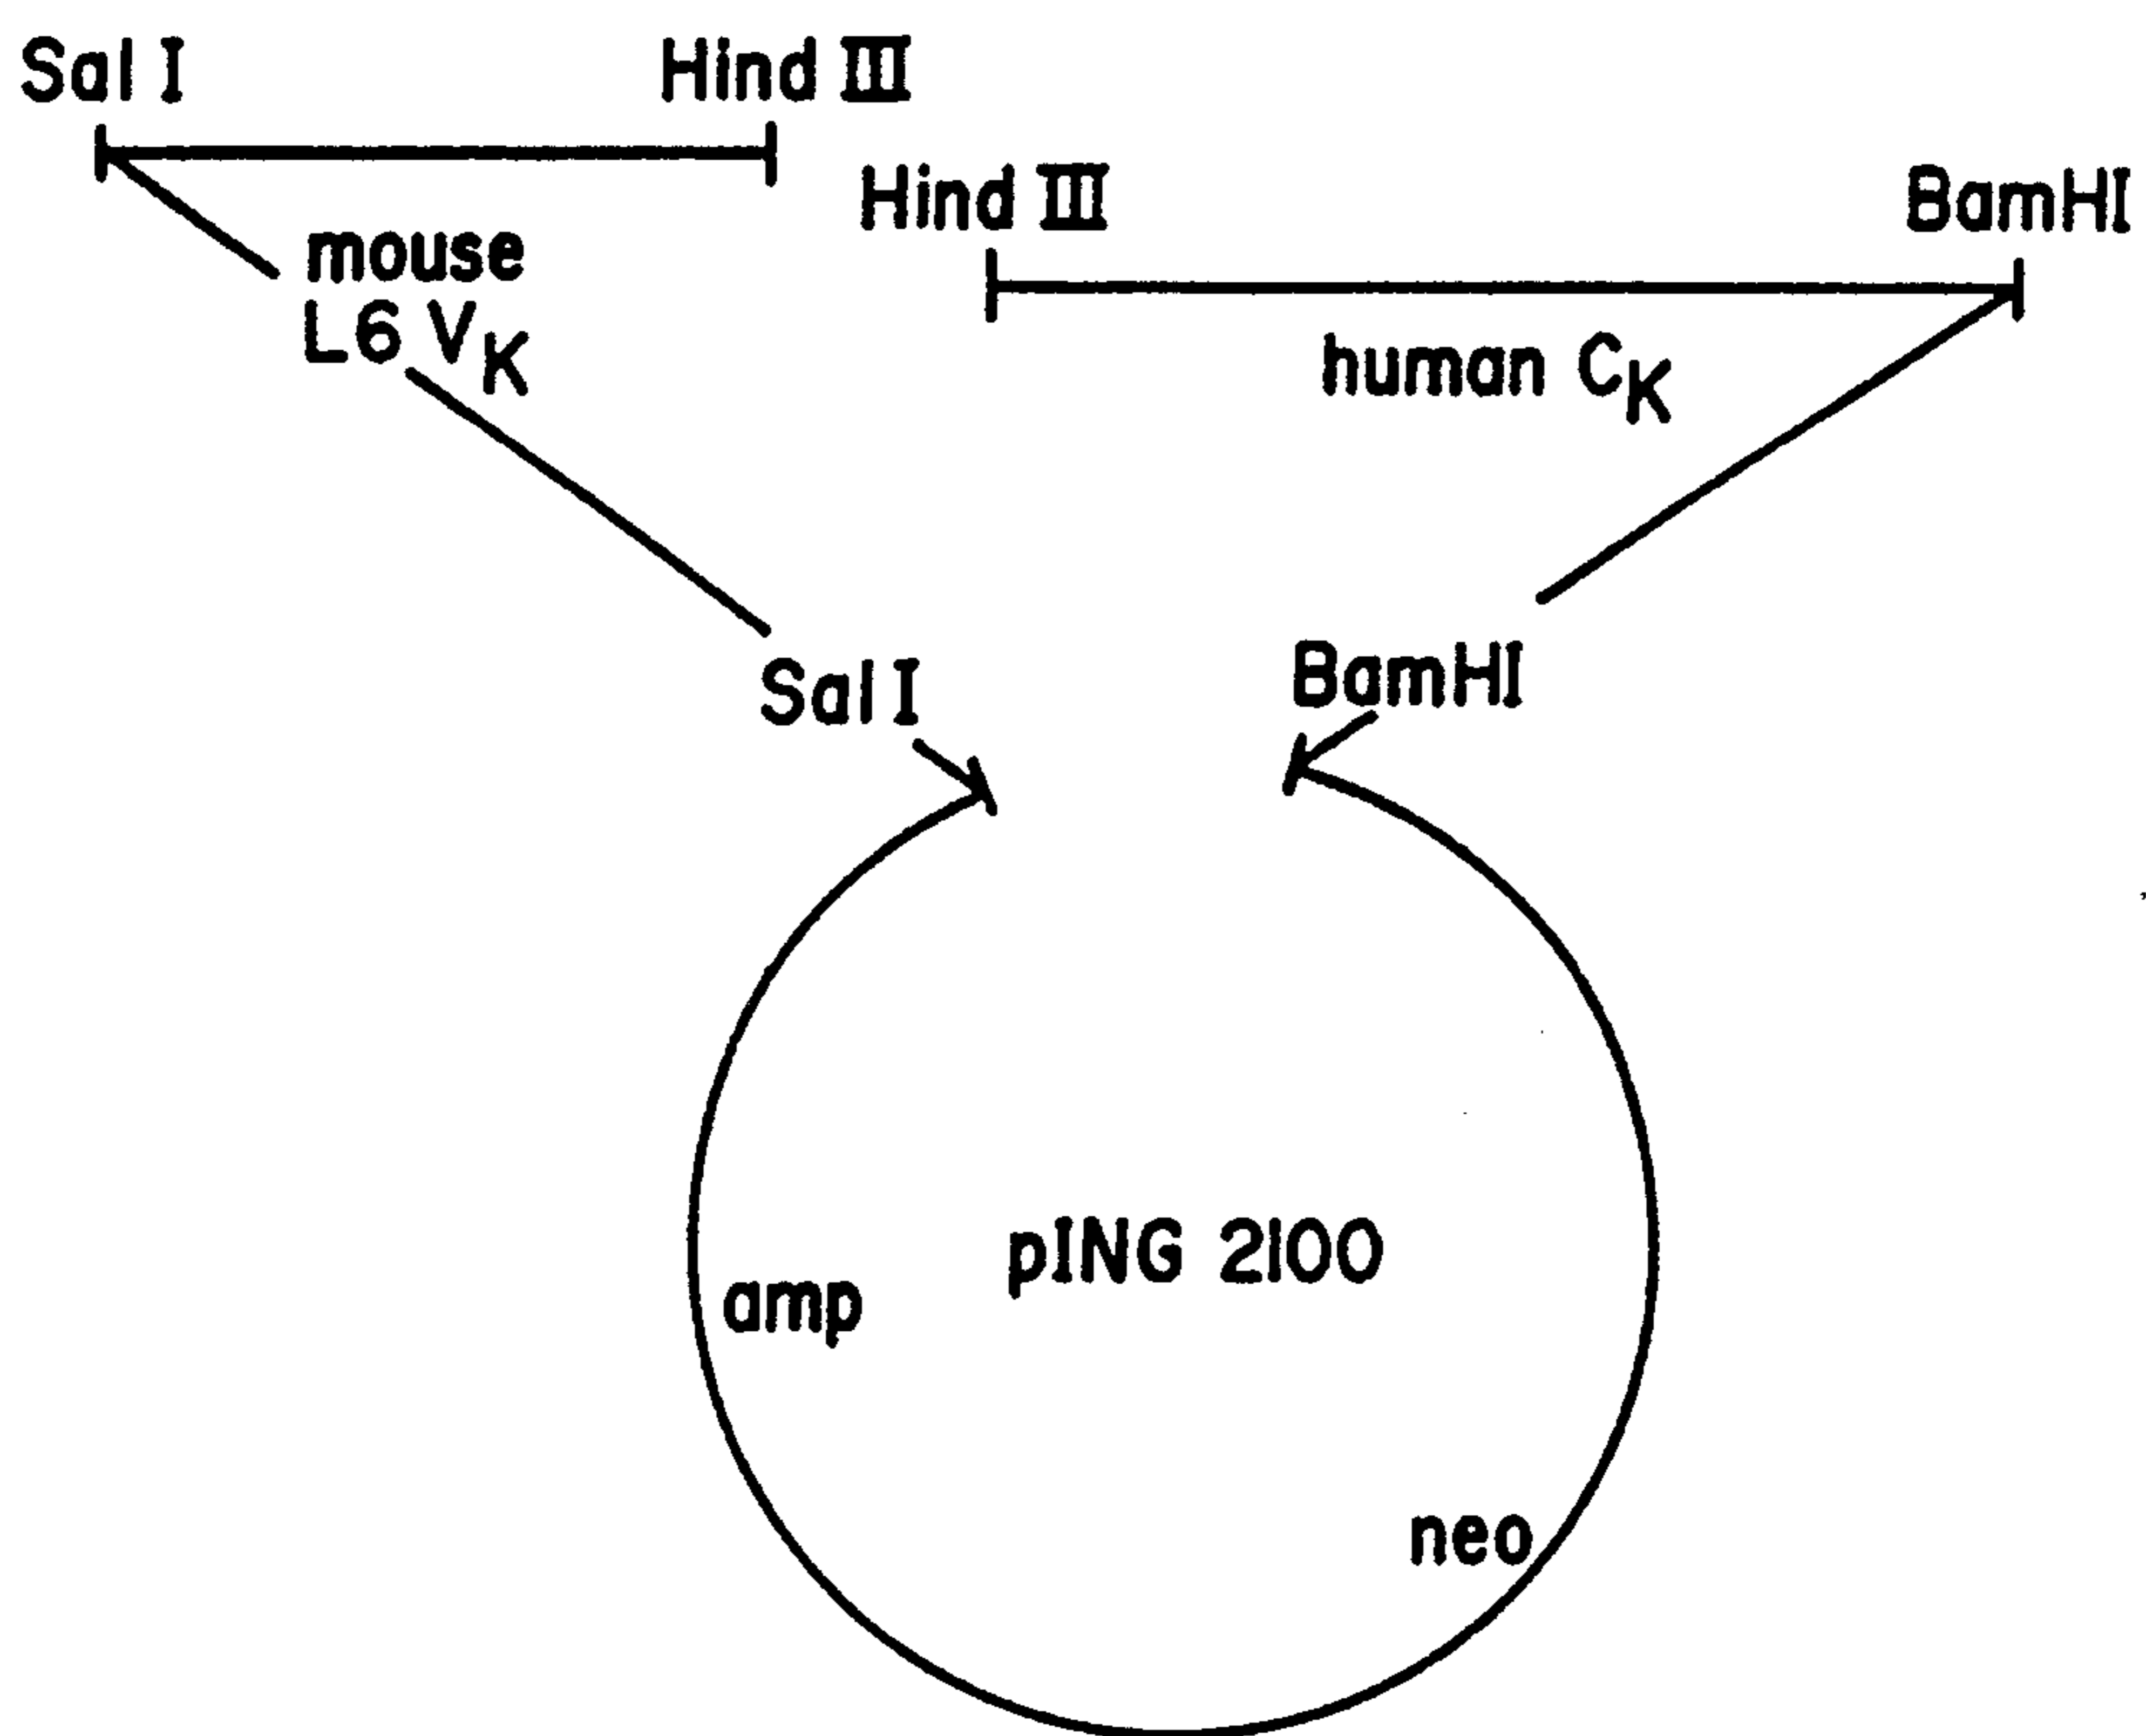 Sal I
Hind III
Hind III
BamHI
mouse
L6 VK
human CK
Sal I
BamHI
pING 2100
amp
neo